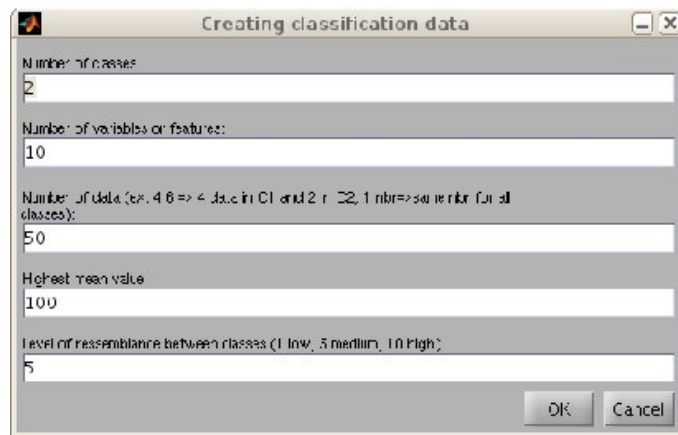 Creating classification data
Number of classes
2
Number of variables or features:
10
Number of data (ex. 4 6 => 4 data in C1 and 2 in C2, 1 nbr=>same nbr for all
classes):
50
Highest mean value
100
Level of ressemblance between classes (1 low, 5 medium, 10 high)
5
OK
Cancel